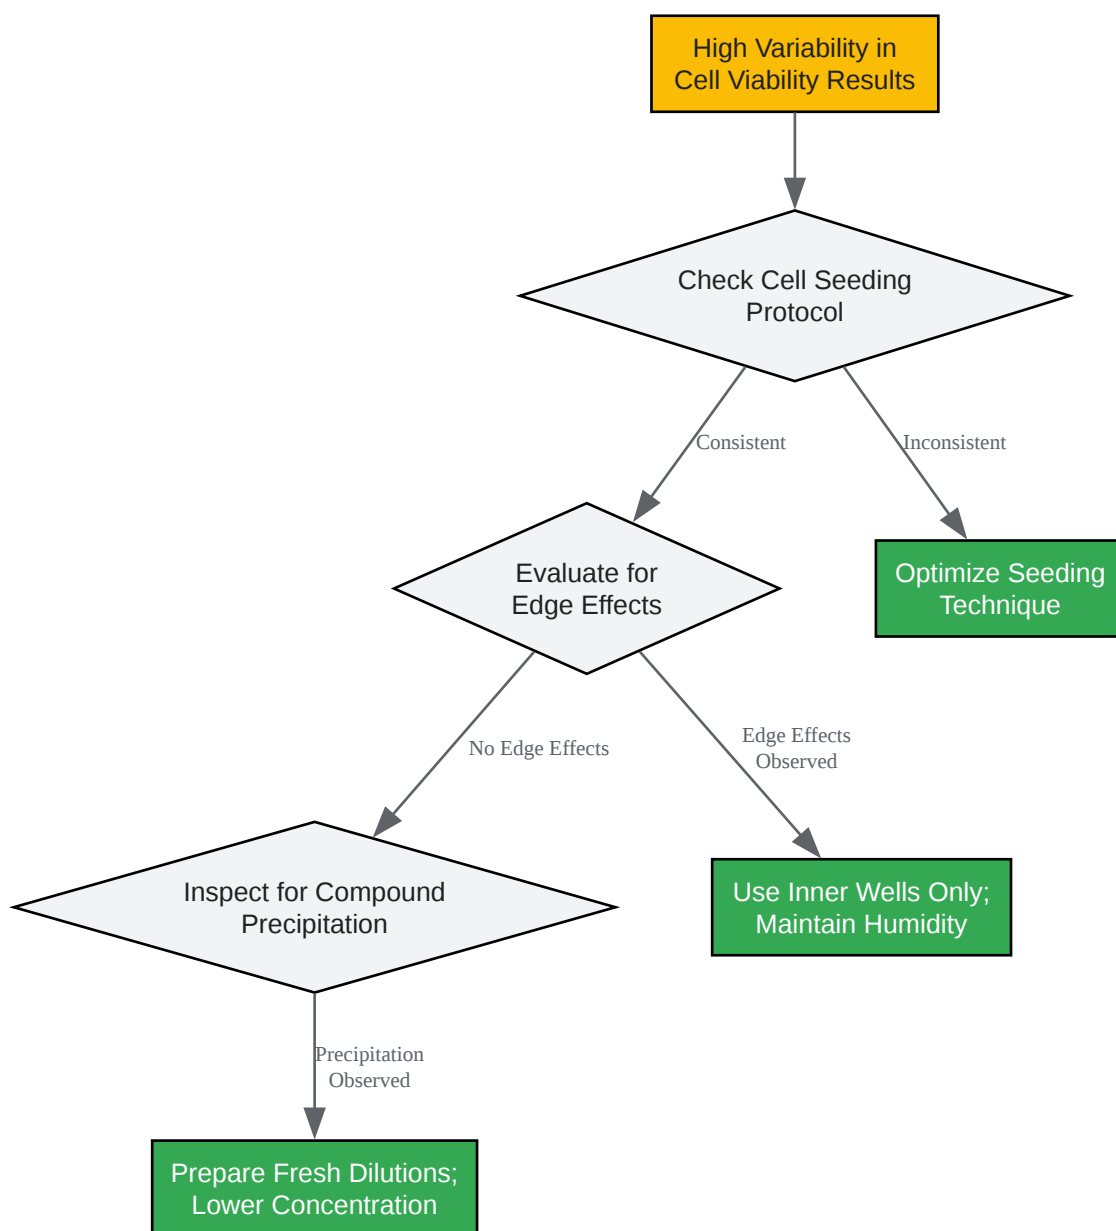 High Variability in
Cell Viability Results
Check Cell Seeding
Protocol
Consistent
Inconsistent
Evaluate for
Edge Effects
Optimize Seeding
Technique
No Edge Effects
Edge Effects
Observed
Inspect for Compound
Precipitation
Use Inner Wells Only;
Maintain Humidity
Precipitation
Observed
Prepare Fresh Dilutions;
Lower Concentration